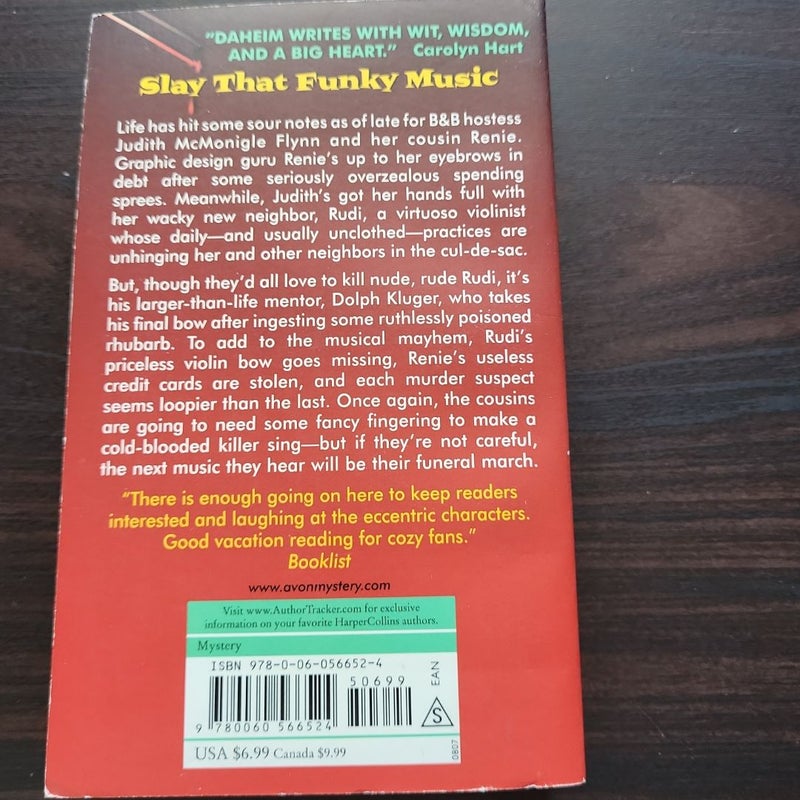 "DAHEIM WRITES WITH WIT, WISDOM,
AND A BIG HEART." Carolyn Hart
Slay That Funky Music
Life has hit some sour notes as of late for B&B hostess
Judith McMonigle Flynn and her cousin Renie.
Graphic design guru Renie's up to her eyebrows in
debt after some seriously overzealous spending
sprees. Meanwhile, Judith's got her hands full with
her wacky new neighbor, Rudi, a virtuoso violinist
whose daily—and usually unclothed—practices are
unhinging her and other neighbors in the cul-de-sac.
But, though they'd all love to kill nude, rude Rudi, it's
his larger-than-life mentor, Dolph Kluger, who takes
his final bow after ingesting some ruthlessly poisoned
rhubarb. To add to the musical mayhem, Rudi's
priceless violin bow goes missing, Renie's useless
credit cards are stolen, and each murder suspect
seems loopier than the last. Once again, the cousins
are going to need some fancy fingering to make a
cold-blooded killer sing—but if they're not careful,
the next music they hear will be their funeral march.
"There is enough going on here to keep readers
interested and laughing at the eccentric characters.
Good vacation reading for cozy fans."
Booklist
www.avonmystery.com
Visit www.AuthorTracker.com for exclusive
information on your favorite HarperCollins authors.
Mystery
ISBN 978-0-06-056652-4
50699
EAN
9 780060 566524
S
USA $6.99 Canada $9.99
0807